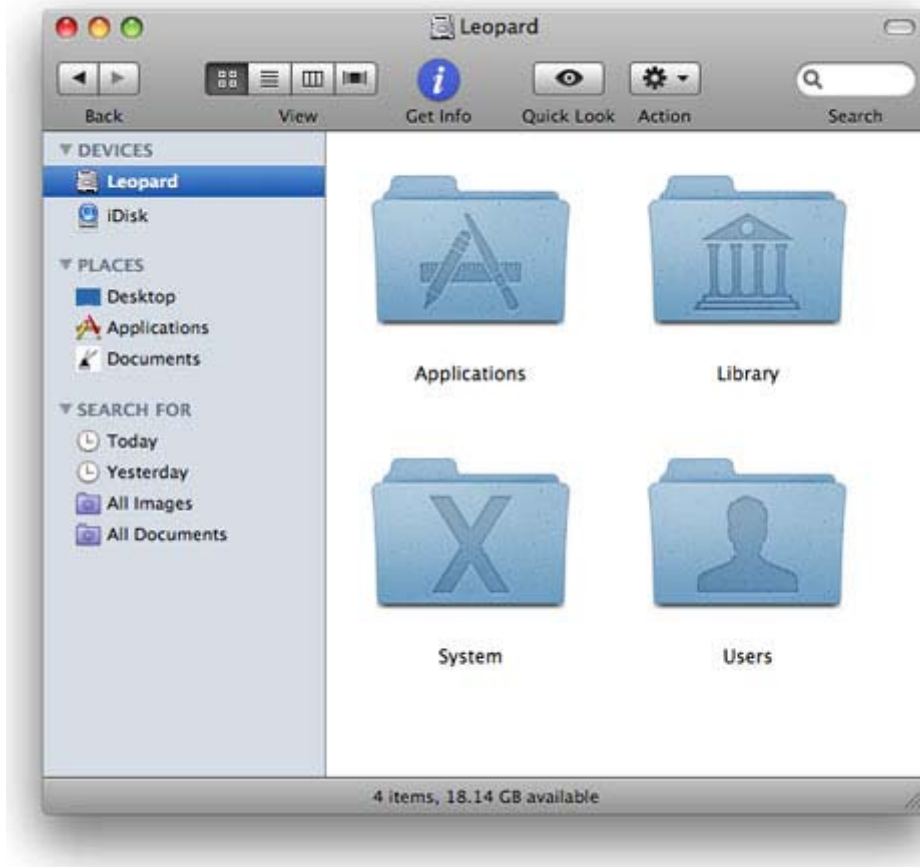 Leopard
Back View Get Info Quick Look Action Search
DEVICES
Leopard
iDisk
PLACES
Desktop
Applications
Documents
SEARCH FOR
Today
Yesterday
All Images
All Documents
Applications Library
System Users
4 items, 18.14 GB available